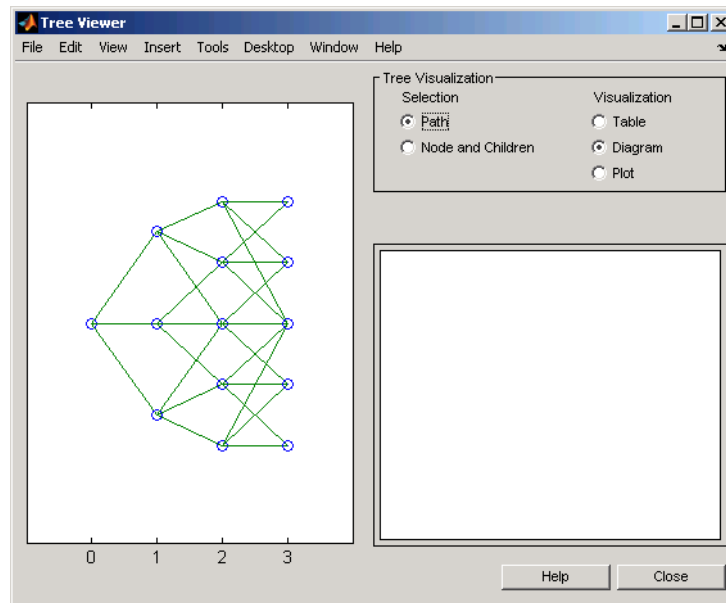 Tree Viewer
File Edit View Insert Tools Desktop Window Help
Tree Visualization
Selection Visualization
Path Table
Node and Children Diagram
Plot
0 1 2 3
Help Close